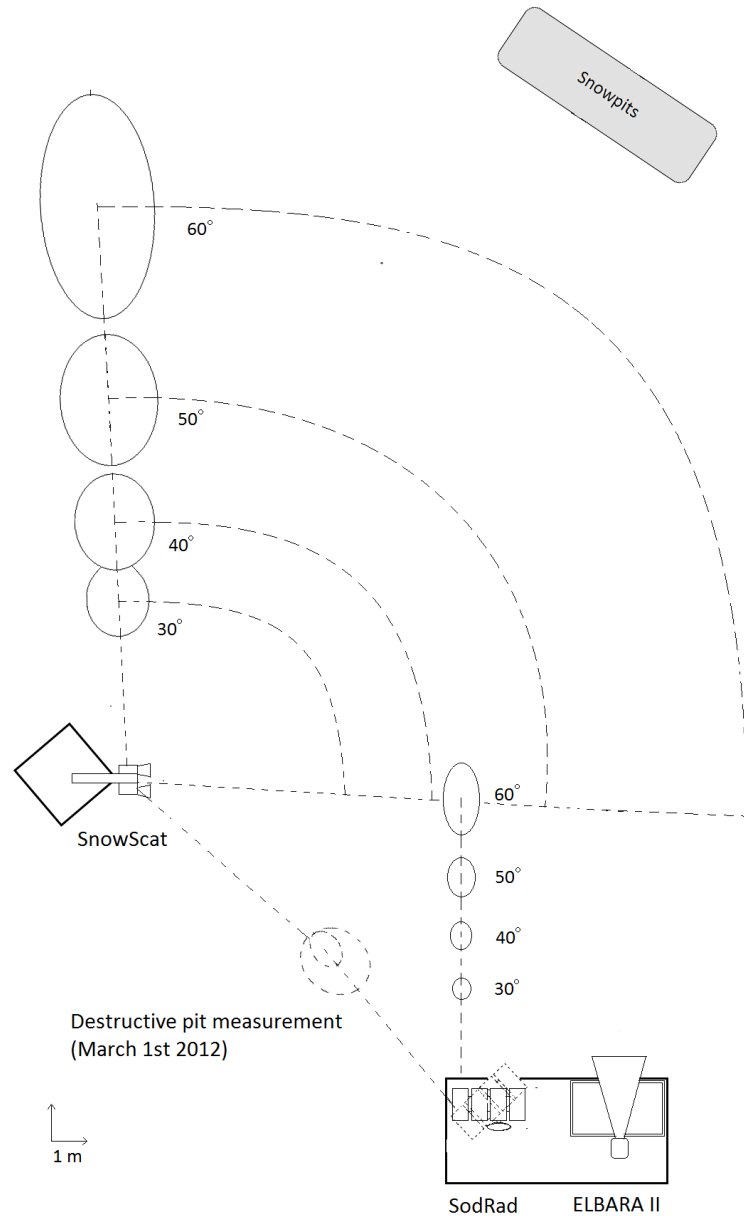 Snowpits
60°
50°
40°
30°
60°
SnowScat
50°
40°
30°
Destructive pit measurement
(March 1st 2012)
1 m
SodRad
ELBARA II